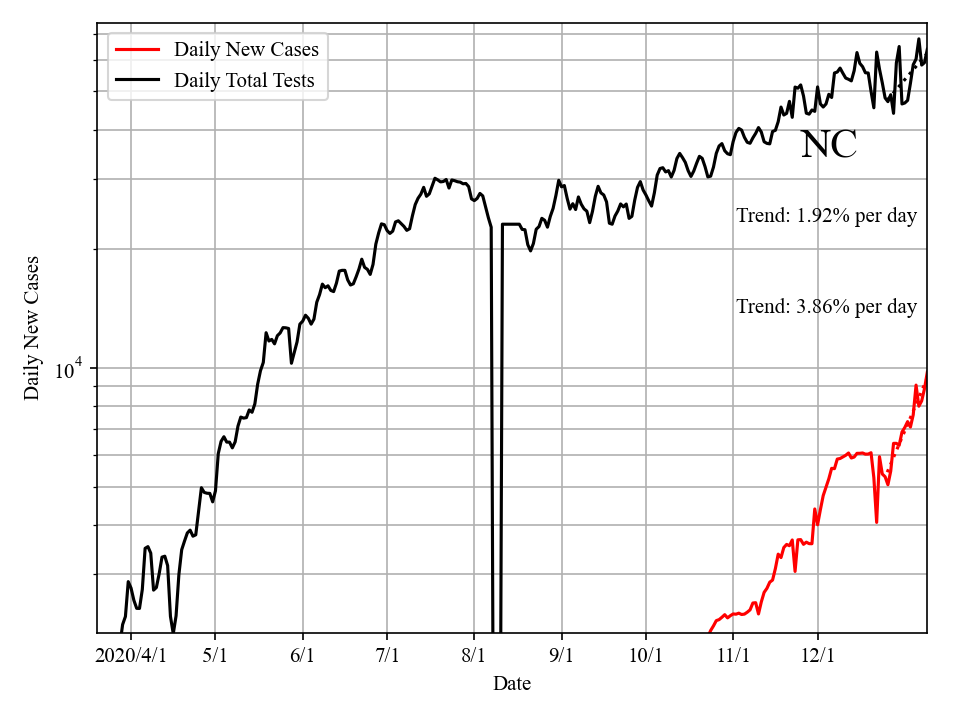 Daily New Cases
Daily Total Tests
NC
Trend: 1.92% per day
Trend: 3.86% per day
Daily New Cases
10^4
2020/4/1 5/1 6/1 7/1 8/1 9/1 10/1 11/1 12/1
Date